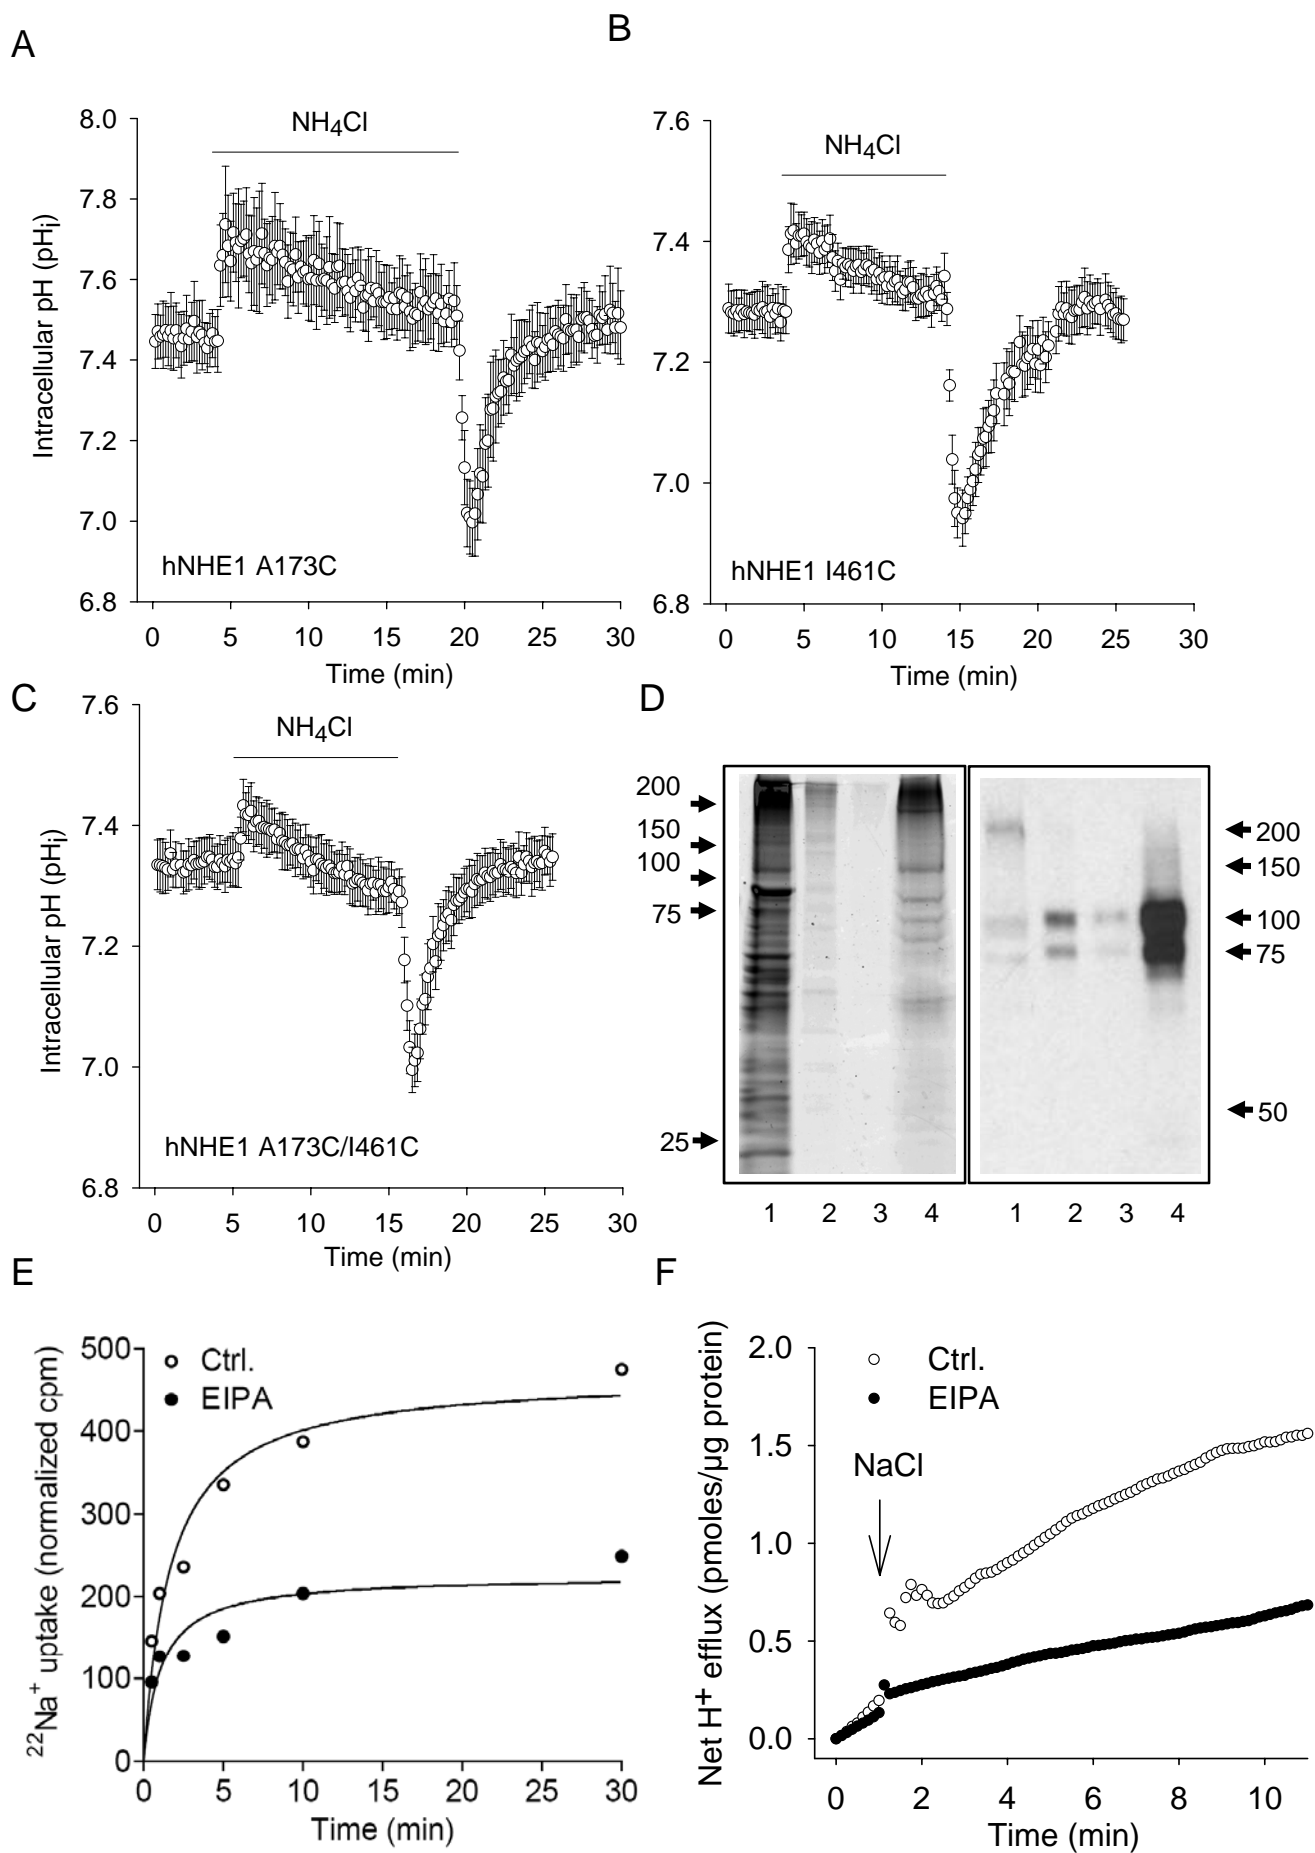 A
B
8.0
7.8
7.6
7.4
7.2
7.0
6.8
Intracellular pH (pHi)
NH4Cl
hNHE1 A173C
0 5 10 15 20 25 30
Time (min)
7.6
7.4
7.2
7.0
6.8
NH4Cl
hNHE1 I461C
0 5 10 15 20 25 30
Time (min)
C
D
7.6
7.4
7.2
7.0
6.8
Intracellular pH (pHi)
NH4Cl
hNHE1 A173C/I461C
0 5 10 15 20 25 30
Time (min)
200
150
100
75
25
200
150
100
75
50
1 2 3 4
1 2 3 4
E
F
500
400
300
200
100
0
22Na+ uptake (normalized cpm)
Ctrl.
EIPA
0 5 10 15 20 25 30
Time (min)
2.0
1.5
1.0
0.5
0.0
Net H+ efflux (pmoles/µg protein)
Ctrl.
EIPA
NaCl
0 2 4 6 8 10
Time (min)